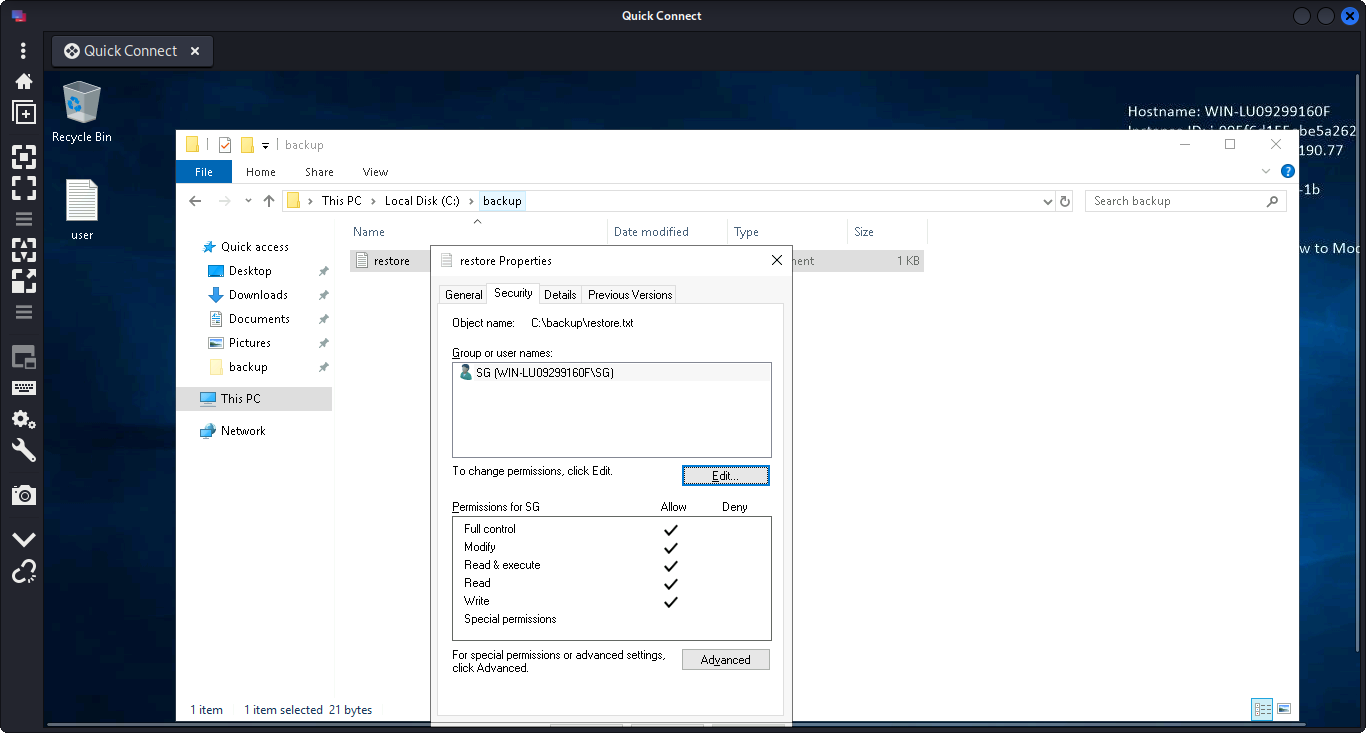 Quick Connect
Quick Connect
Recycle Bin
user
Hostname: WIN-LU09299160F
190.77
-1b
w to Mod
backup
File Home Share View
This PC Local Disk (C:) backup
Search backup
Name Date modified Type Size
Quick access
Desktop
Downloads
Documents
Pictures
backup
This PC
Network
restore 1 KB
restore Properties
General Security Details Previous Versions
Object name: C:\backup\restore.txt
Group or user names:
SG (WIN-LU09299160F\SG)
To change permissions, click Edit.
Edit...
Permissions for SG Allow Deny
Full control
Modify
Read & execute
Read
Write
Special permissions
For special permissions or advanced settings,
click Advanced.
Advanced
1 item 1 item selected 21 bytes